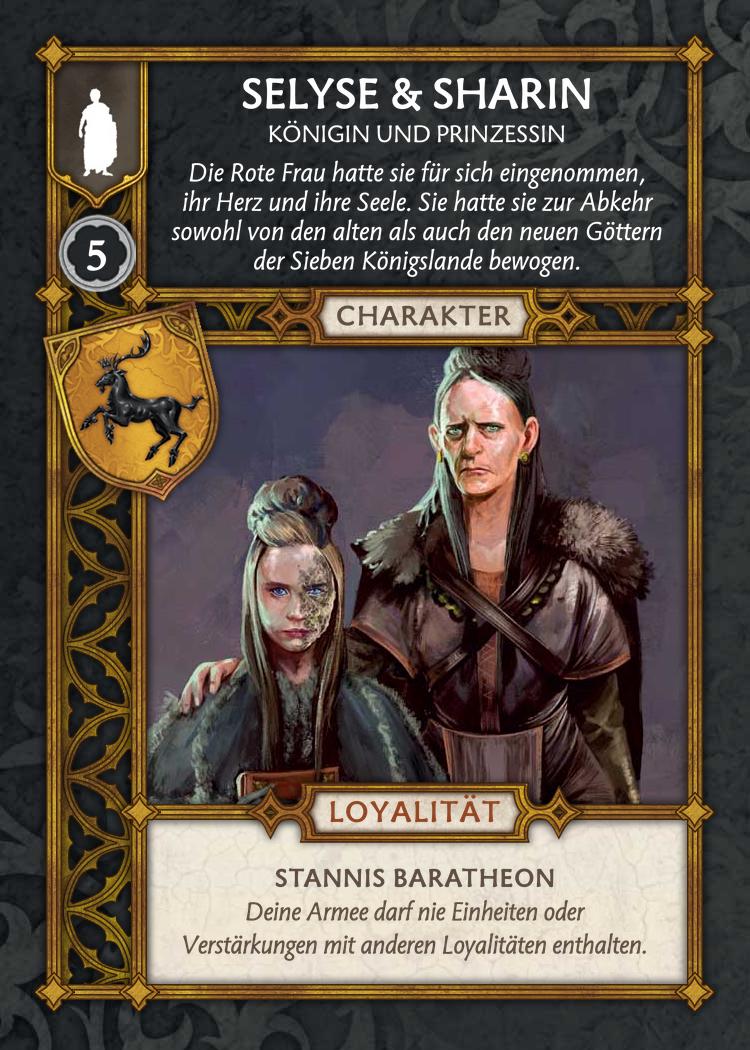 SELYSE & SHARIN
KÖNIGIN UND PRINZESSIN
Die Rote Frau hatte sie für sich eingenommen,
ihr Herz und ihre Seele. Sie hatte sie zur Abkehr
sowohl von den alten als auch den neuen Göttern
der Sieben Königslande bewogen.
5
CHARAKTER
LOYALITÄT
STANNIS BARATHEON
Deine Armee darf nie Einheiten oder
Verstärkungen mit anderen Loyalitäten enthalten.